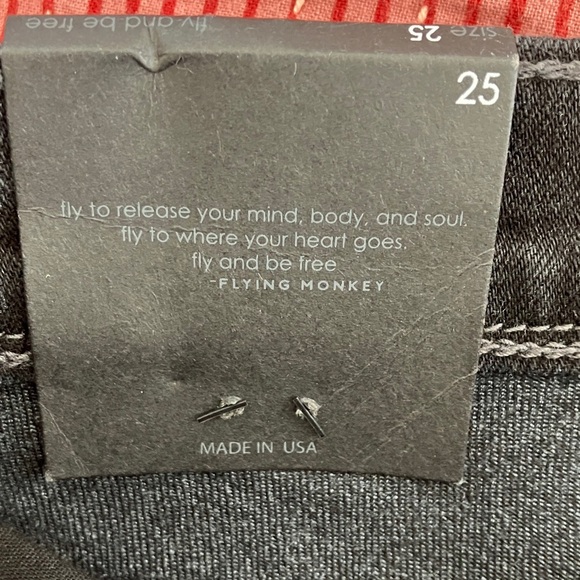 fly and be free
size 25
25
fly to release your mind, body, and soul.
fly to where your heart goes.
fly and be free
-FLYING MONKEY
MADE IN USA